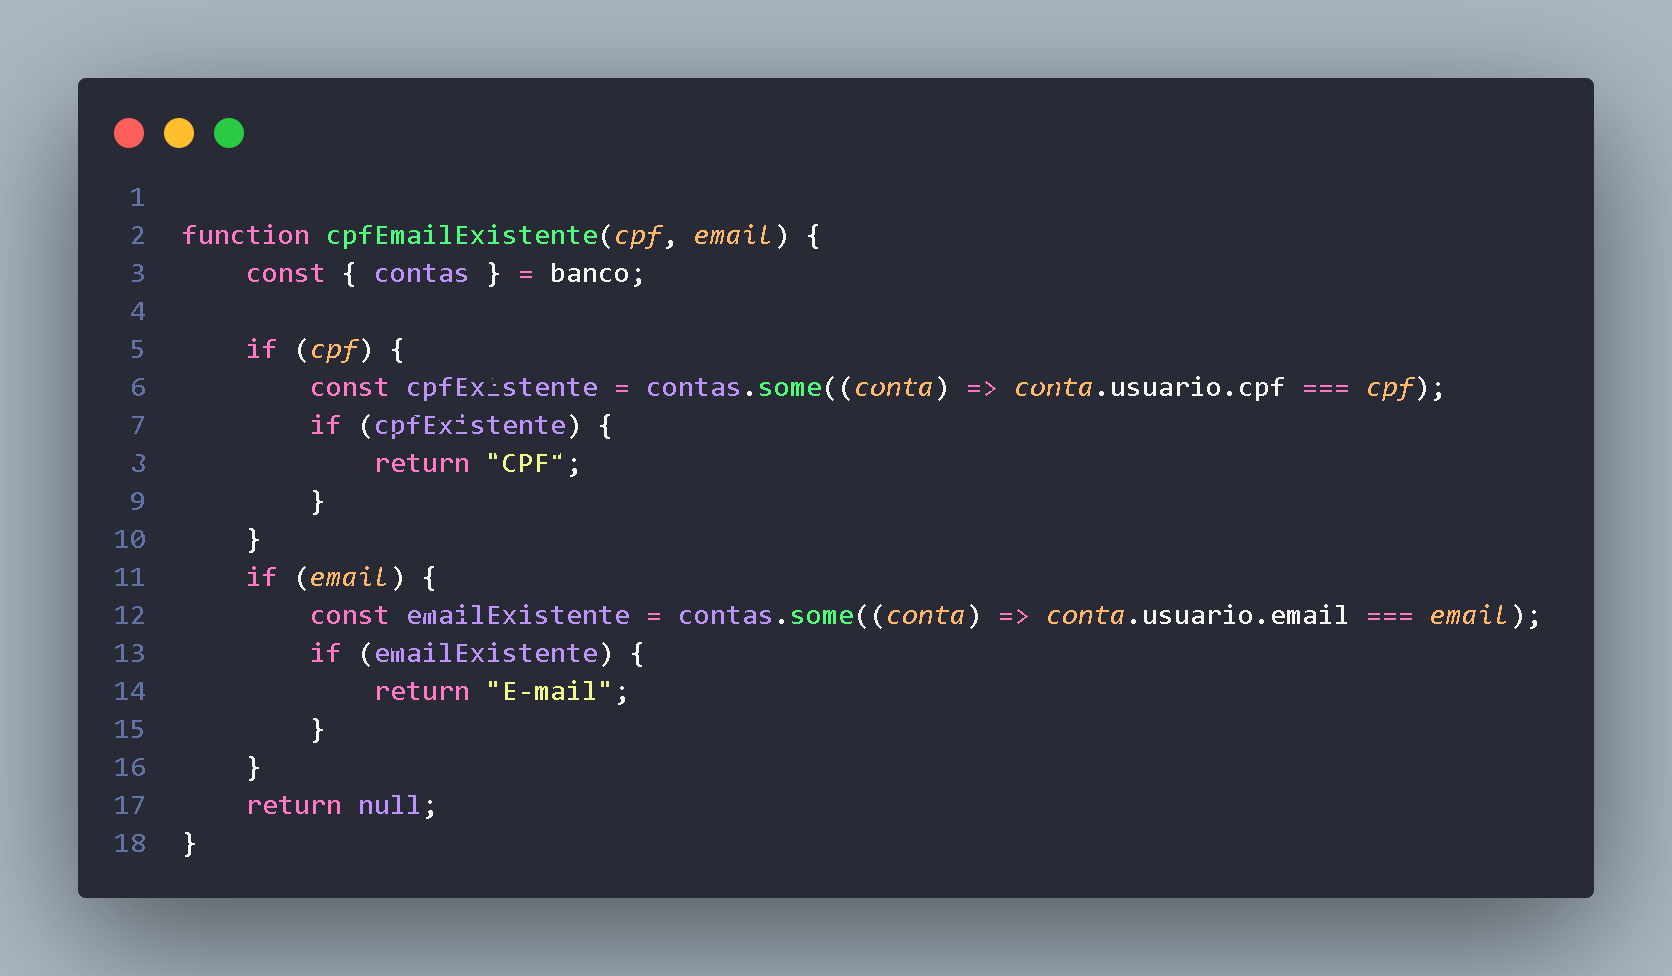 1
2 function cpfEmailExistente(cpf, email) {
3     const { contas } = banco;
4
5     if (cpf) {
6         const cpfExistente = contas.some((conta) => conta.usuario.cpf === cpf);
7         if (cpfExistente) {
3             return "CPF";
9         }
10     }
11     if (email) {
12         const emailExistente = contas.some((conta) => conta.usuario.email === email);
13         if (emailExistente) {
14             return "E-mail";
15         }
16     }
17     return null;
18 }